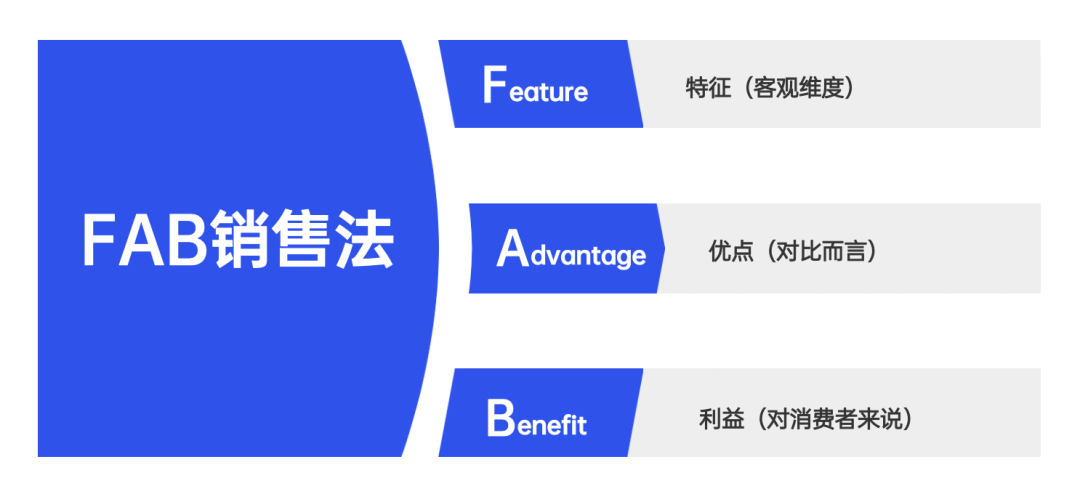 FAB销售法
Feature
特征（客观维度）
Advantage
优点（对比而言）
Benefit
利益（对消费者来说）